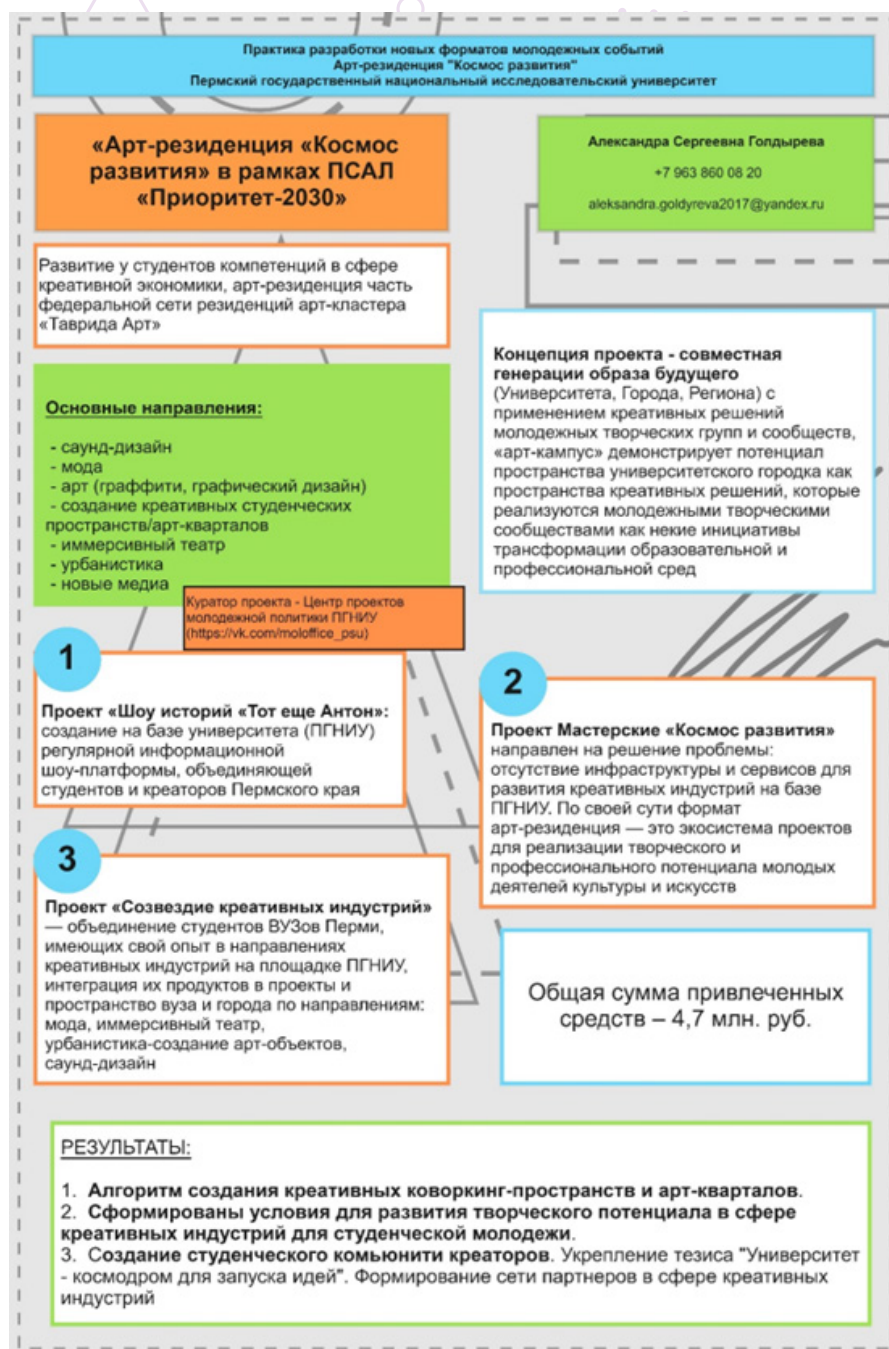 Практика разработки новых форматов молодежных событий
Арт-резиденция "Космос развития"
Пермский государственный национальный исследовательский университет
«Арт-резиденция «Космос
развития» в рамках ПСАЛ
«Приоритет-2030»
Александра Сергеевна Голдырева
+7 963 860 08 20
aleksandra.goldyreva2017@yandex.ru
Развитие у студентов компетенций в сфере
креативной экономики, арт-резиденция часть
федеральной сети резиденций арт-кластера
«Таврида Арт»
Концепция проекта - совместная
генерации образа будущего
(Университета, Города, Региона) с
применением креативных решений
молодежных творческих групп и сообществ,
«арт-кампус» демонстрирует потенциал
пространства университетского городка как
пространства креативных решений, которые
реализуются молодежными творческими
сообществами как некие инициативы
трансформации образовательной и
профессиональной сред
Основные направления:
- саунд-дизайн
- мода
- арт (граффити, графический дизайн)
- создание креативных студенческих
пространств/арт-кварталов
- иммерсивный театр
- урбанистика
- новые медиа
Куратор проекта - Центр проектов
молодежной политики ПГНИУ
(https://vk.com/moloffice_psu)
1
Проект «Шоу историй «Тот еще Антон»:
создание на базе университета (ПГНИУ)
регулярной информационной
шоу-платформы, объединяющей
студентов и креаторов Пермского края
2
Проект Мастерские «Космос развития»
направлен на решение проблемы:
отсутствие инфраструктуры и сервисов для
развития креативных индустрий на базе
ПГНИУ. По своей сути формат
арт-резиденция — это экосистема проектов
для реализации творческого и
профессионального потенциала молодых
деятелей культуры и искусств
3
Проект «Созвездие креативных индустрий»
— объединение студентов ВУЗов Перми,
имеющих свой опыт в направлениях
креативных индустрий на площадке ПГНИУ,
интеграция их продуктов в проекты и
пространство вуза и города по направлениям:
мода, иммерсивный театр,
урбанистика-создание арт-объектов,
саунд-дизайн
Общая сумма привлеченных
средств – 4,7 млн. руб.
РЕЗУЛЬТАТЫ:
1. Алгоритм создания креативных коворкинг-пространств и арт-кварталов.
2. Сформированы условия для развития творческого потенциала в сфере
креативных индустрий для студенческой молодежи.
3. Создание студенческого комьюнити креаторов. Укрепление тезиса "Университет
- космодром для запуска идей". Формирование сети партнеров в сфере креативных
индустрий